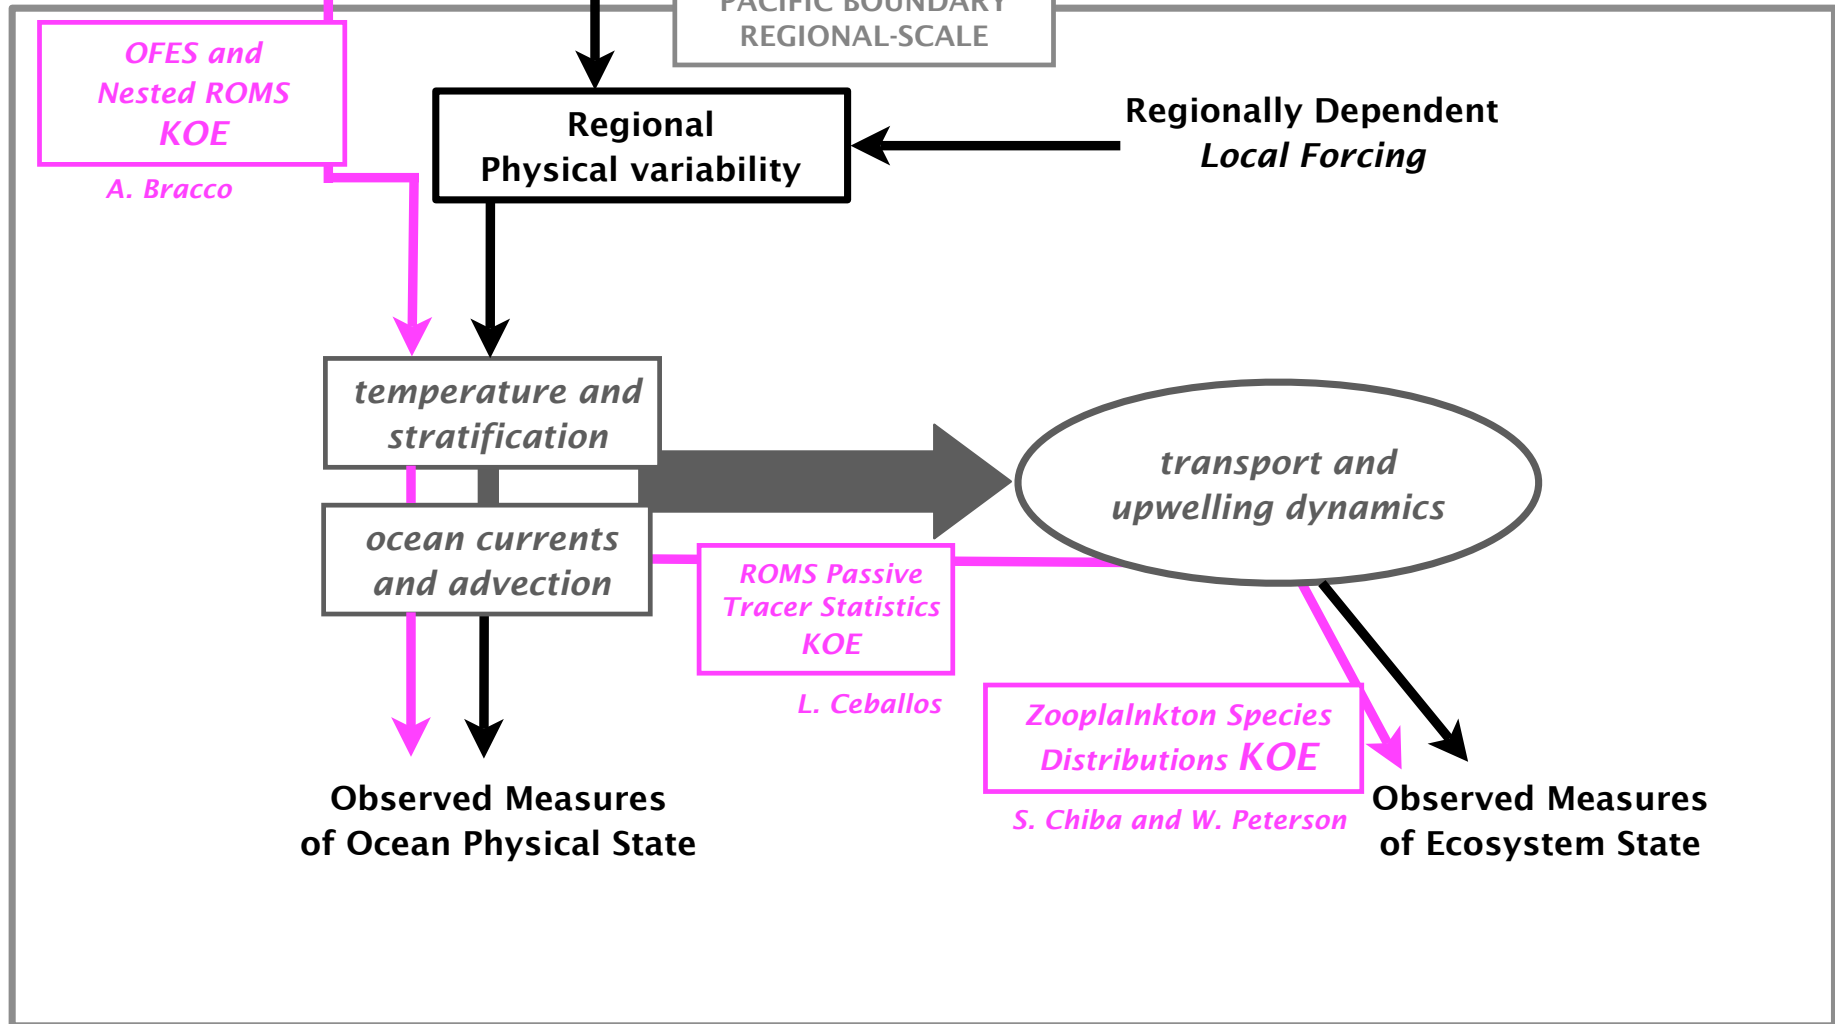 PACIFIC BOUNDARY
REGIONAL-SCALE
OFES and
Nested ROMS
KOE
A. Bracco
Regional
Physical variability
Regionally Dependent
Local Forcing
temperature and
stratification
ocean currents
and advection
transport and
upwelling dynamics
ROMS Passive
Tracer Statistics
KOE
L. Ceballos
Zooplalnkton Species
Distributions KOE
S. Chiba and W. Peterson
Observed Measures
of Ocean Physical State
Observed Measures
of Ecosystem State